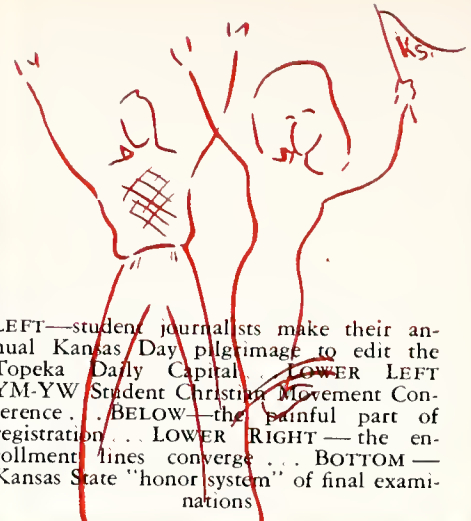 Ks.
LEFT—student journalists make their an-
nual Kansas Day pilgrimage to edit the
Topeka Daily Capital . . . LOWER LEFT
YM-YW Student Christian Movement Con-
erence . . BELOW—the painful part of
registration . . . LOWER RIGHT — the en-
ollment lines converge . . . BOTTOM —
Kansas State "honor system" of final exami-
nations